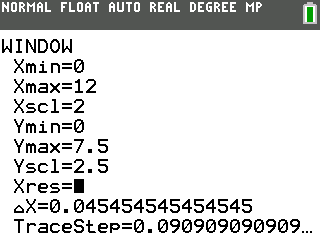 NORMAL FLOAT AUTO REAL DEGREE MP
WINDOW
Xmin=0
Xmax=12
Xscl=2
Ymin=0
Ymax=7.5
Yscl=2.5
Xres=
△X=0.045454545454545
TraceStep=0.090909090909…